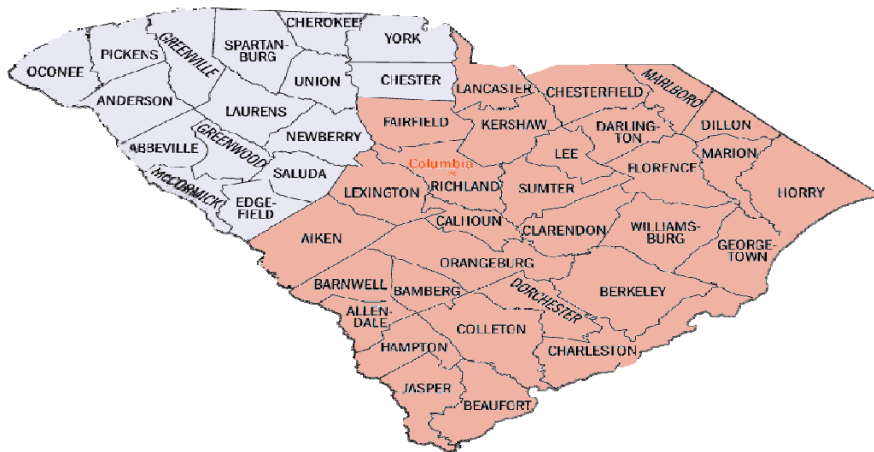 CHEROKEE
YORK
SPARTAN-
BURG
GREENVILLE
PICKENS
OCONEE
UNION
CHESTER
ANDERSON
LAURENS
LANCASTER
CHESTERFIELD
MARLBORO
FAIRFIELD
KERSHAW
DARLING-
TON
DILLON
NEWBERRY
ABBEVILLE
GREENWOOD
LEE
MARION
Columbia
SALUDA
FLORENCE
MCCORMICK
EDGE-
FIELD
LEXINGTON
RICHLAND
SUMTER
HORRY
CALHOUN
CLARENDON
WILLIAMS-
BURG
AIKEN
GEORGE-
TOWN
ORANGEBURG
BARNWELL
BAMBERG
DORCHESTER
BERKELEY
ALLEN-
DALE
COLLETON
HAMPTON
CHARLESTON
JASPER
BEAUFORT